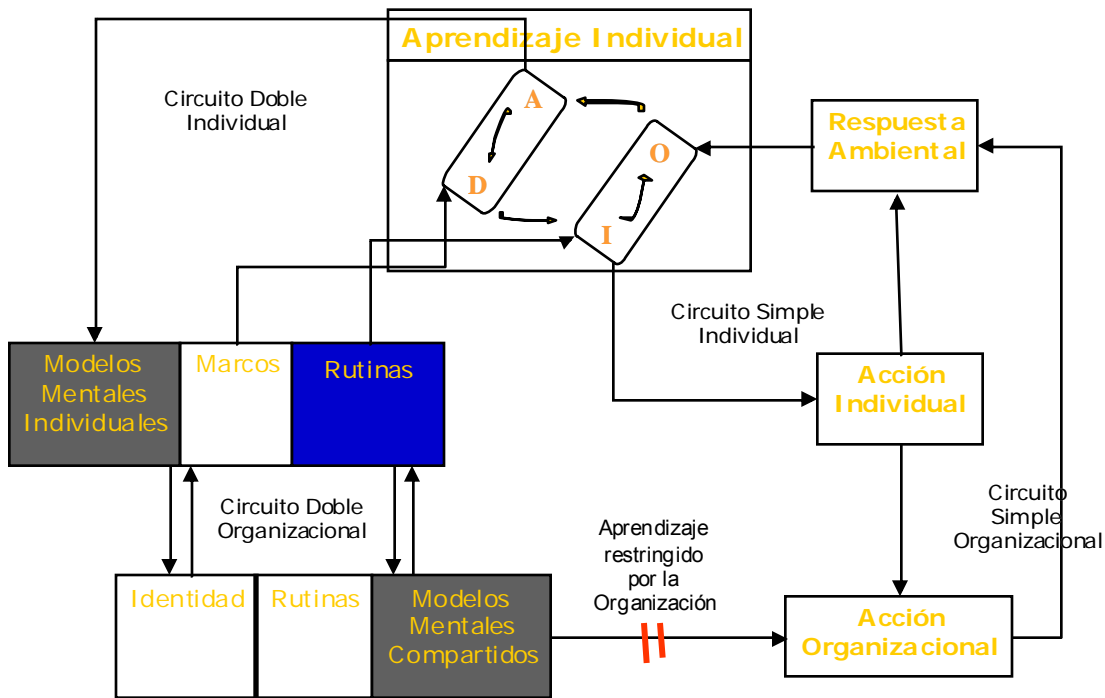 Aprendizaje Individual
Circuito Doble
Individual
A
D
O
I
Respuesta
Ambiental
Circuito Simple
Individual
Modelos
Mentales
Individuales
Marcos
Rutinas
Acción
Individual
Circuito Doble
Organizacional
Aprendizaje
restringido
por la
Organización
Circuito
Simple
Organizacional
Identidad
Rutinas
Modelos
Mentales
Compartidos
Acción
Organizacional